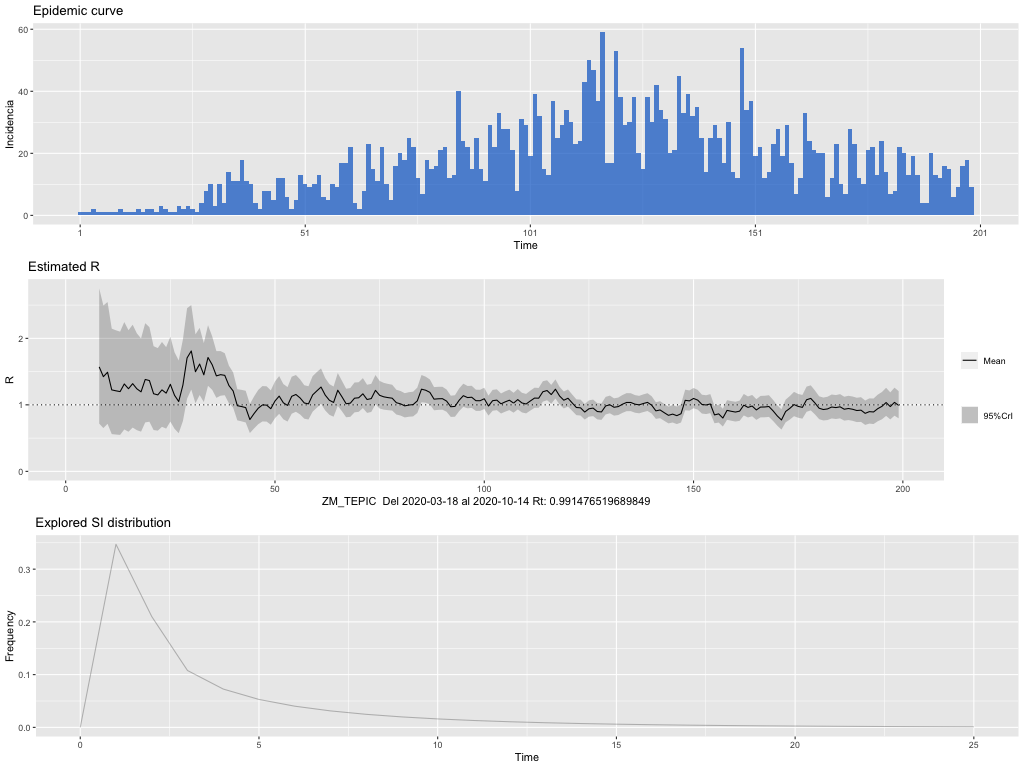 Epidemic curve
60
40
20
0
Incidencia
1 51 101 151 201
Time
Estimated R
2
1
0
R
Mean
95%CrI
0 50 100 150 200
ZM_TEPIC Del 2020-03-18 al 2020-10-14 Rt: 0.991476519689849
Explored SI distribution
0.3
0.2
0.1
0.0
Frequency
0 5 10 15 20 25
Time